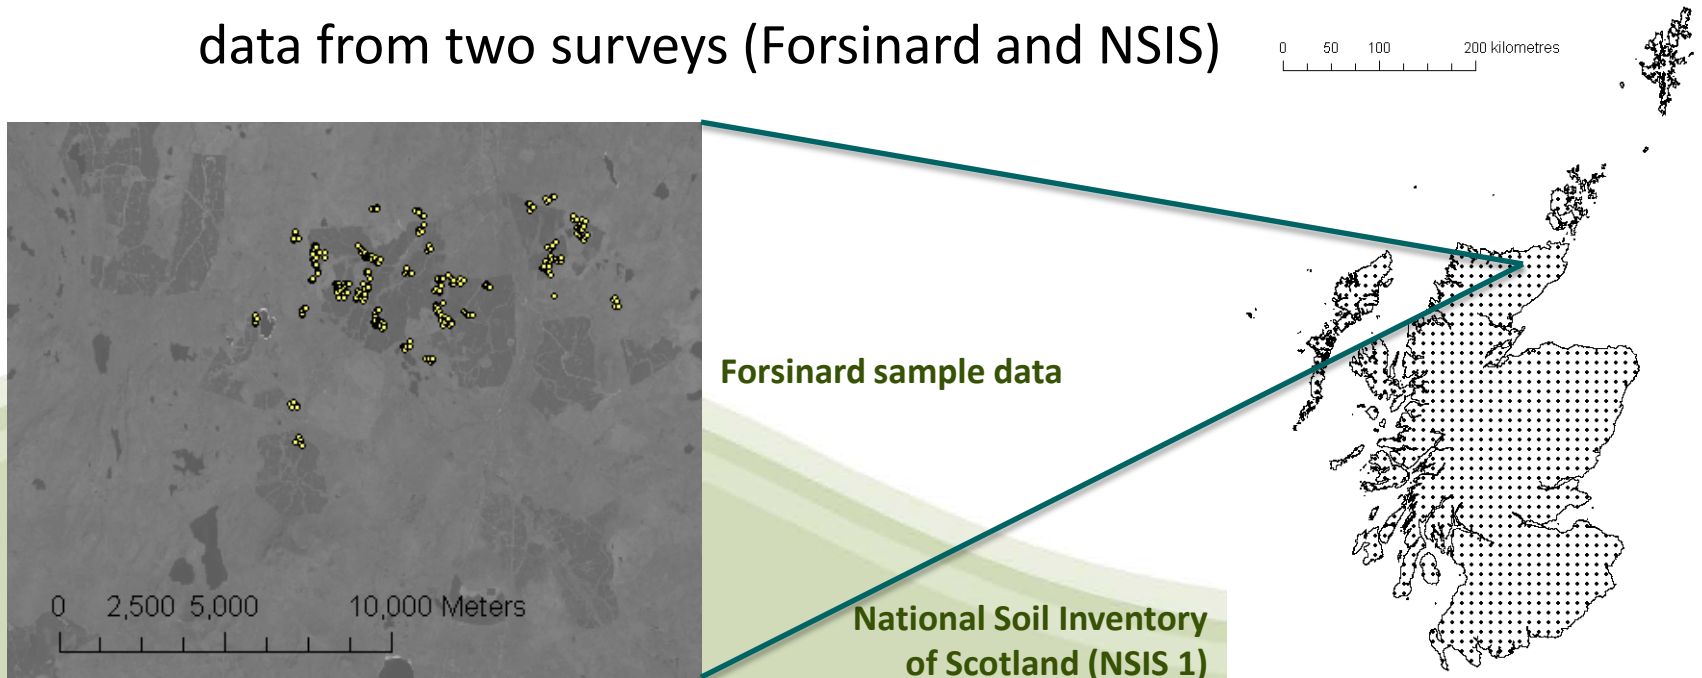 data from two surveys (Forsinard and NSIS)
0 50 100 200 kilometres
Forsinard sample data
0 2,500 5,000 10,000 Meters
National Soil Inventory
of Scotland (NSIS 1)